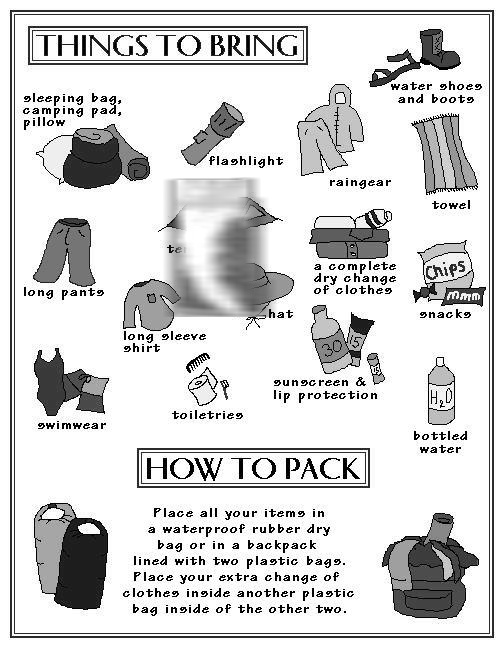 THINGS TO BRING
water shoes
and boots
sleeping bag,
camping pad,
pillow
flashlight
raingear
towel
a complete
dry change
of clothes
Chips
mmm
snacks
long pants
hat
long sleeve
shirt
30
15
15
sunscreen &
lip protection
H2O
swimwear
toiletries
bottled
water
HOW TO PACK
Place all your items in
a waterproof rubber dry
bag or in a backpack
lined with two plastic bags.
Place your extra change of
clothes inside another plastic
bag inside of the other two.